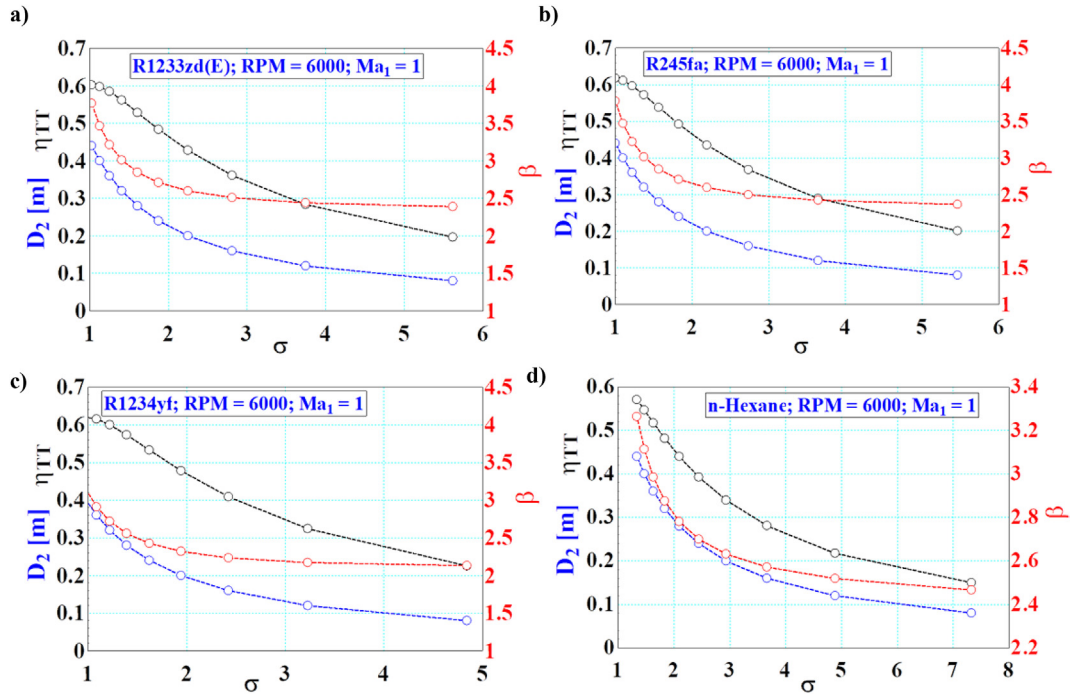 a)
R1233zd(E); RPM = 6000; Ma₁ = 1
0.7
0.6
0.5
0.4
0.3
0.2
0.1
0
D₂ [m]
ηTT
4.5
4
3.5
3
2.5
2
1.5
1
β
1 2 3 4 5 6
σ
b)
R245fa; RPM = 6000; Ma₁ = 1
0.7
0.6
0.5
0.4
0.3
0.2
0.1
0
D₂ [m]
ηTT
4.5
4
3.5
3
2.5
2
1.5
1
β
1 2 3 4 5 6
σ
c)
R1234yf; RPM = 6000; Ma₁ = 1
0.7
0.6
0.5
0.4
0.3
0.2
0.1
0
D₂ [m]
ηTT
4.5
4
3.5
3
2.5
2
1.5
1
β
1 2 3 4 5
σ
d)
n-Hexane; RPM = 6000; Ma₁ = 1
0.6
0.5
0.4
0.3
0.2
0.1
0
D₂ [m]
ηTT
3.4
3.2
3
2.8
2.6
2.4
2.2
β
1 2 3 4 5 6 7 8
σ